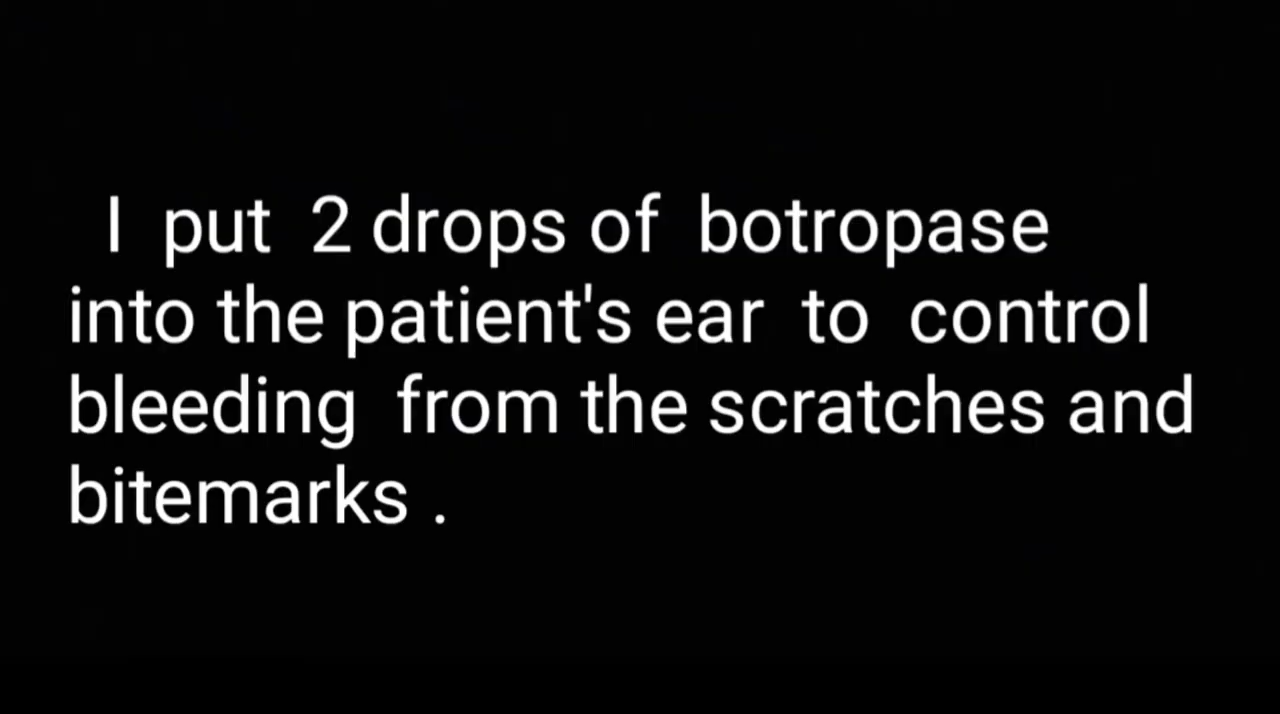 I put 2 drops of botropase
into the patient's ear to control
bleeding from the scratches and
bitemarks .